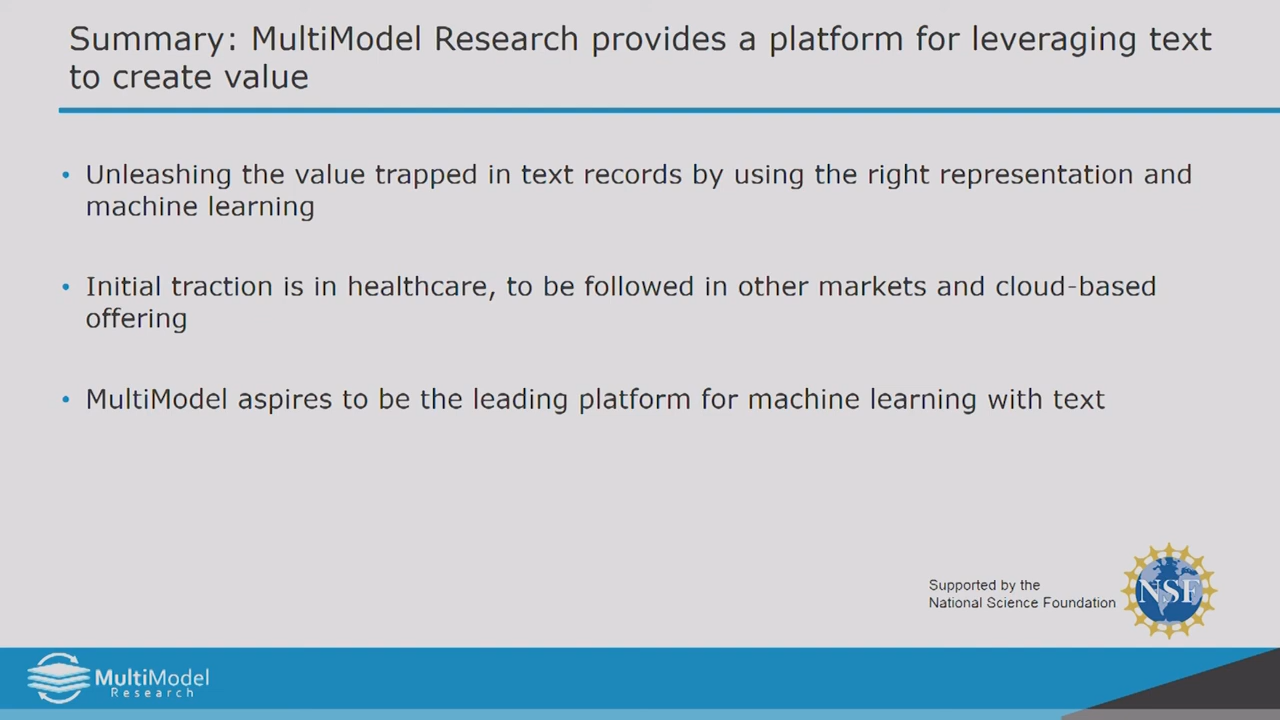 Summary: MultiModel Research provides a platform for leveraging text
to create value
• Unleashing the value trapped in text records by using the right representation and
machine learning
• Initial traction is in healthcare, to be followed in other markets and cloud-based
offering
• MultiModel aspires to be the leading platform for machine learning with text
Supported by the
National Science Foundation
NSF
MultiModel
Research